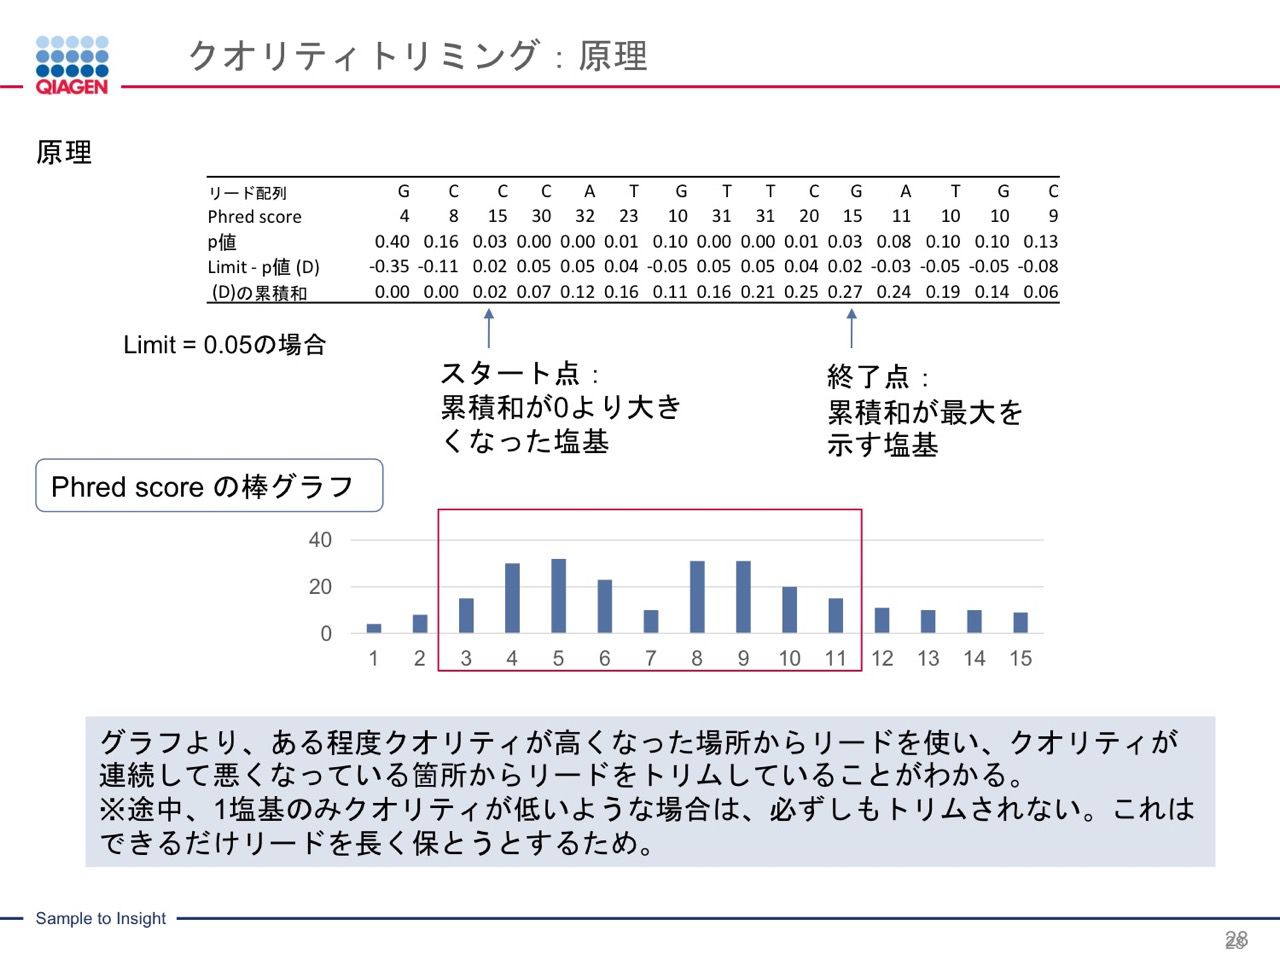 QIAGEN
クオリティトリミング：原理
原理
リード配列 G C C C A T G T T C G A T G C
Phred score 4 8 15 30 32 23 10 31 31 20 15 11 10 10 9
p値 0.40 0.16 0.03 0.00 0.00 0.01 0.10 0.00 0.00 0.01 0.03 0.08 0.10 0.10 0.13
Limit - p値 (D) -0.35 -0.11 0.02 0.05 0.05 0.04 -0.05 0.05 0.05 0.04 0.02 -0.03 -0.05 -0.05 -0.08
(D)の累積和 0.00 0.00 0.02 0.07 0.12 0.16 0.11 0.16 0.21 0.25 0.27 0.24 0.19 0.14 0.06
Limit = 0.05の場合
スタート点：
累積和が0より大き
くなった塩基
終了点：
累積和が最大を
示す塩基
Phred score の棒グラフ
40
20
0
1 2 3 4 5 6 7 8 9 10 11 12 13 14 15
グラフより、ある程度クオリティが高くなった場所からリードを使い、クオリティが
連続して悪くなっている箇所からリードをトリムしていることがわかる。
※途中、1塩基のみクオリティが低いような場合は、必ずしもトリムされない。これは
できるだけリードを長く保とうとするため。
Sample to Insight
28